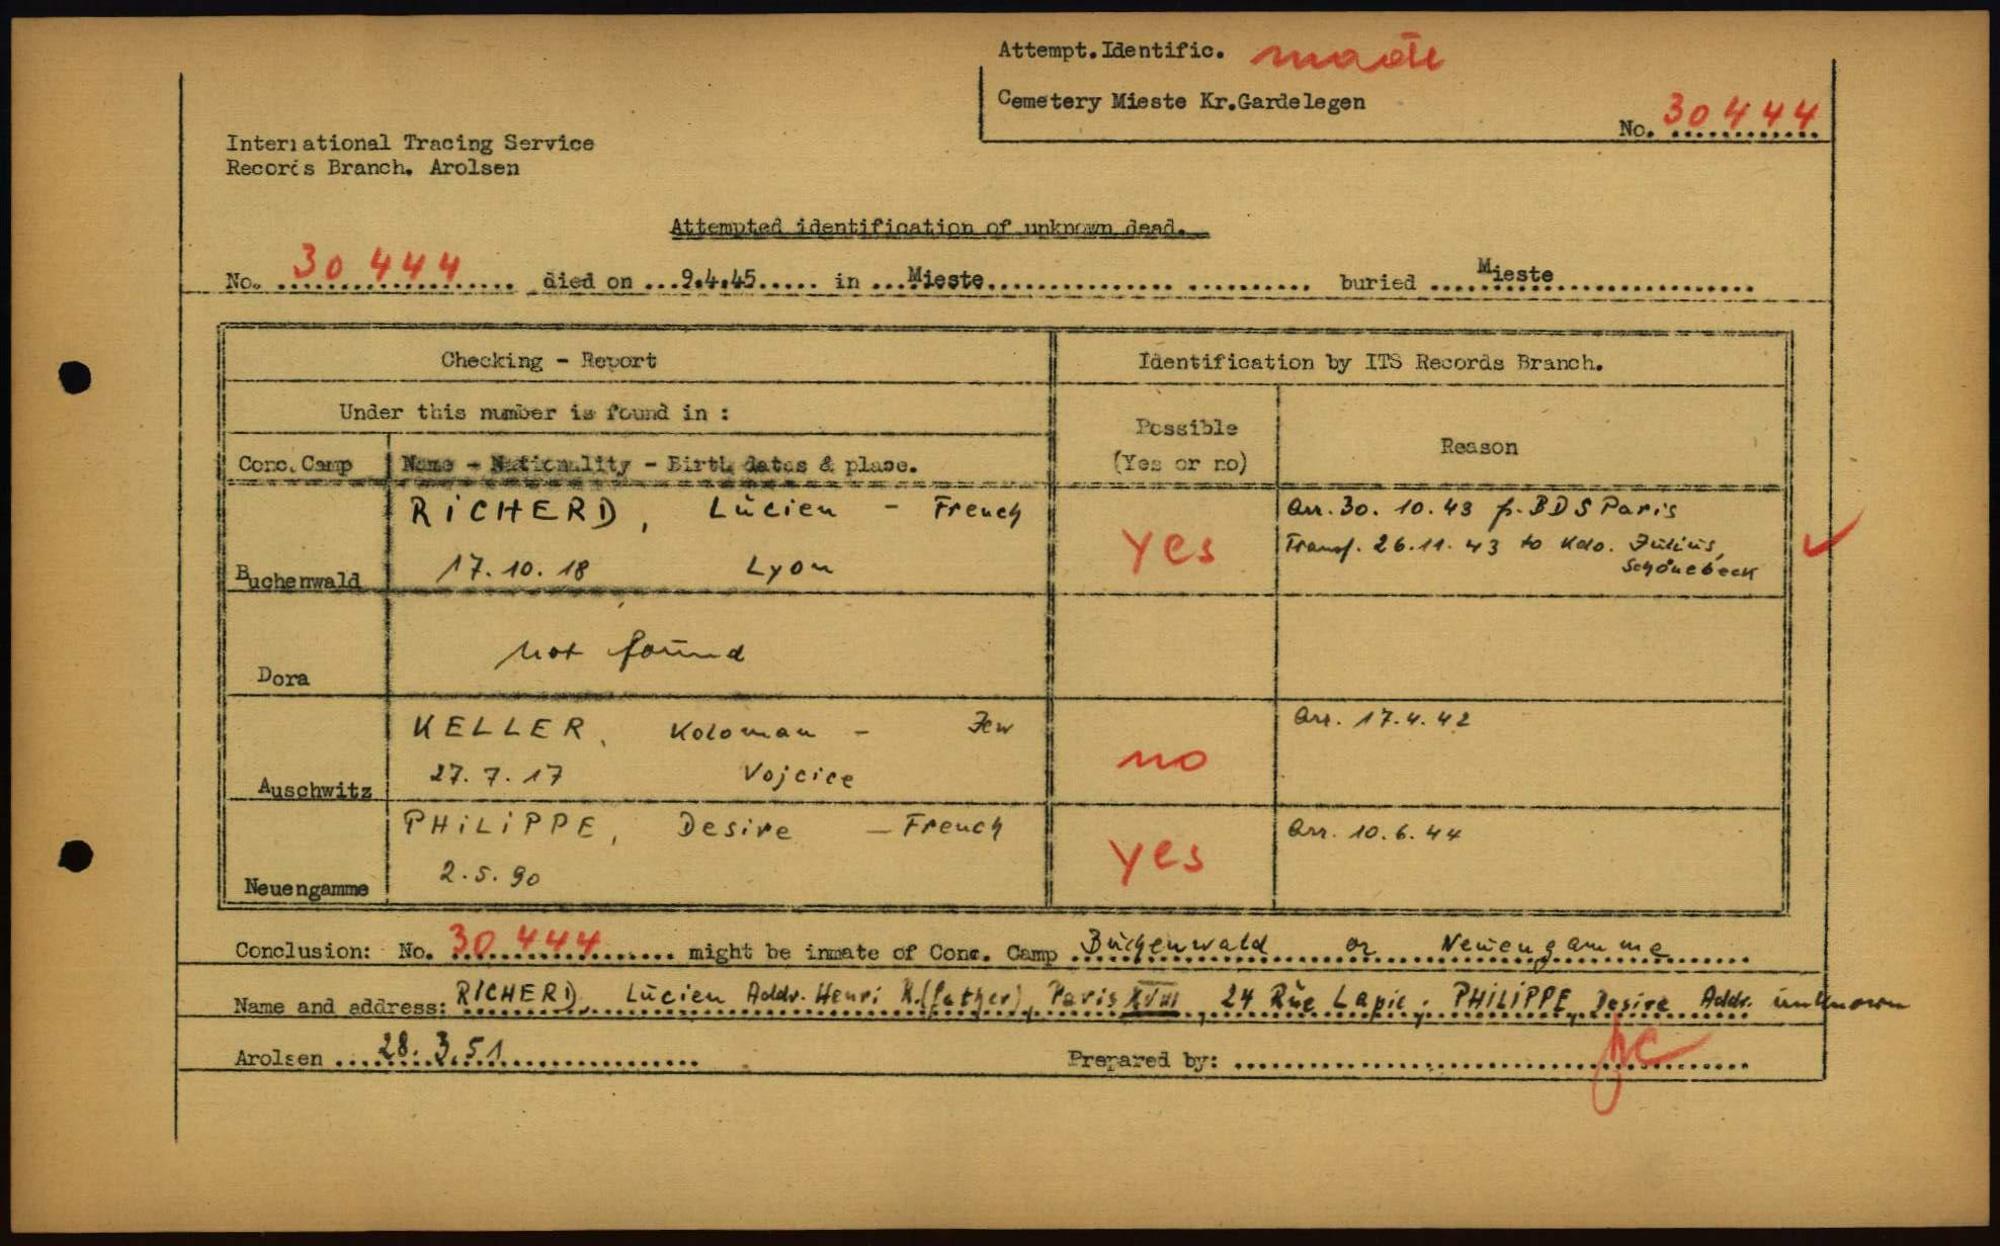 Attempt.Identific. made
Cemetery Mieste Kr.Gardelegen
No. 30444
International Tracing Service
Records Branch. Arolsen
Attempted identification of unknown dead.
No. 30444 died on 9.4.45 in Mieste buried Mieste
Checking - Report
Identification by ITS Records Branch.
Under this number is found in :
Possible
(Yes or no)
Reason
Conc. Camp
Name - Nationality - Birth dates & place.
RICHERD, Lucien - French
17.10.18 Lyon
Buchenwald
yes
Arr. 30. 10. 43 f. BDS Paris
Transf. 26.11. 43 to Kdo. Julius,
Schönebeck
not found
Dora
KELLER, Koloman - Jew
27. 7. 17 Vojcice
Auschwitz
no
Arr. 17.4.42
PHILIPPE, Desire - French
2.5.90
Neuengamme
yes
Arr. 10.6.44
Conclusion: No. 30444 might be inmate of Conc. Camp Buchenwald or Neuengamme
Name and address: RICHERD, Lucien Addr. Henri R. (father), Paris XVIII, 24 Rue Lapic. PHILIPPE, Desire Addr. unknown
Arolsen 28.3.51
Prepared by: